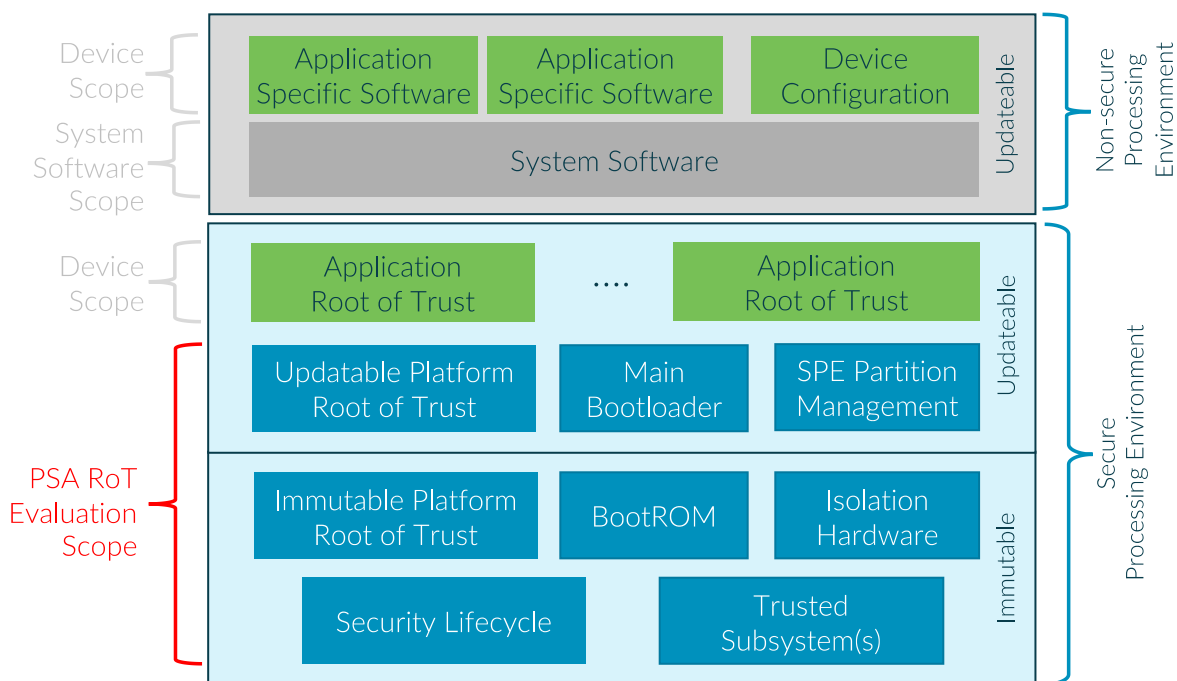 Device
Scope
Application
Specific Software
Application
Specific Software
Device
Configuration
Updateable
Non-secure
Processing
Environment
System
Software
Scope
System Software
Device
Scope
Application
Root of Trust
....
Application
Root of Trust
Updateable
Secure
Processing Environment
Updatable Platform
Root of Trust
Main
Bootloader
SPE Partition
Management
PSA RoT
Evaluation
Scope
Immutable Platform
Root of Trust
BootROM
Isolation
Hardware
Immutable
Security Lifecycle
Trusted
Subsystem(s)